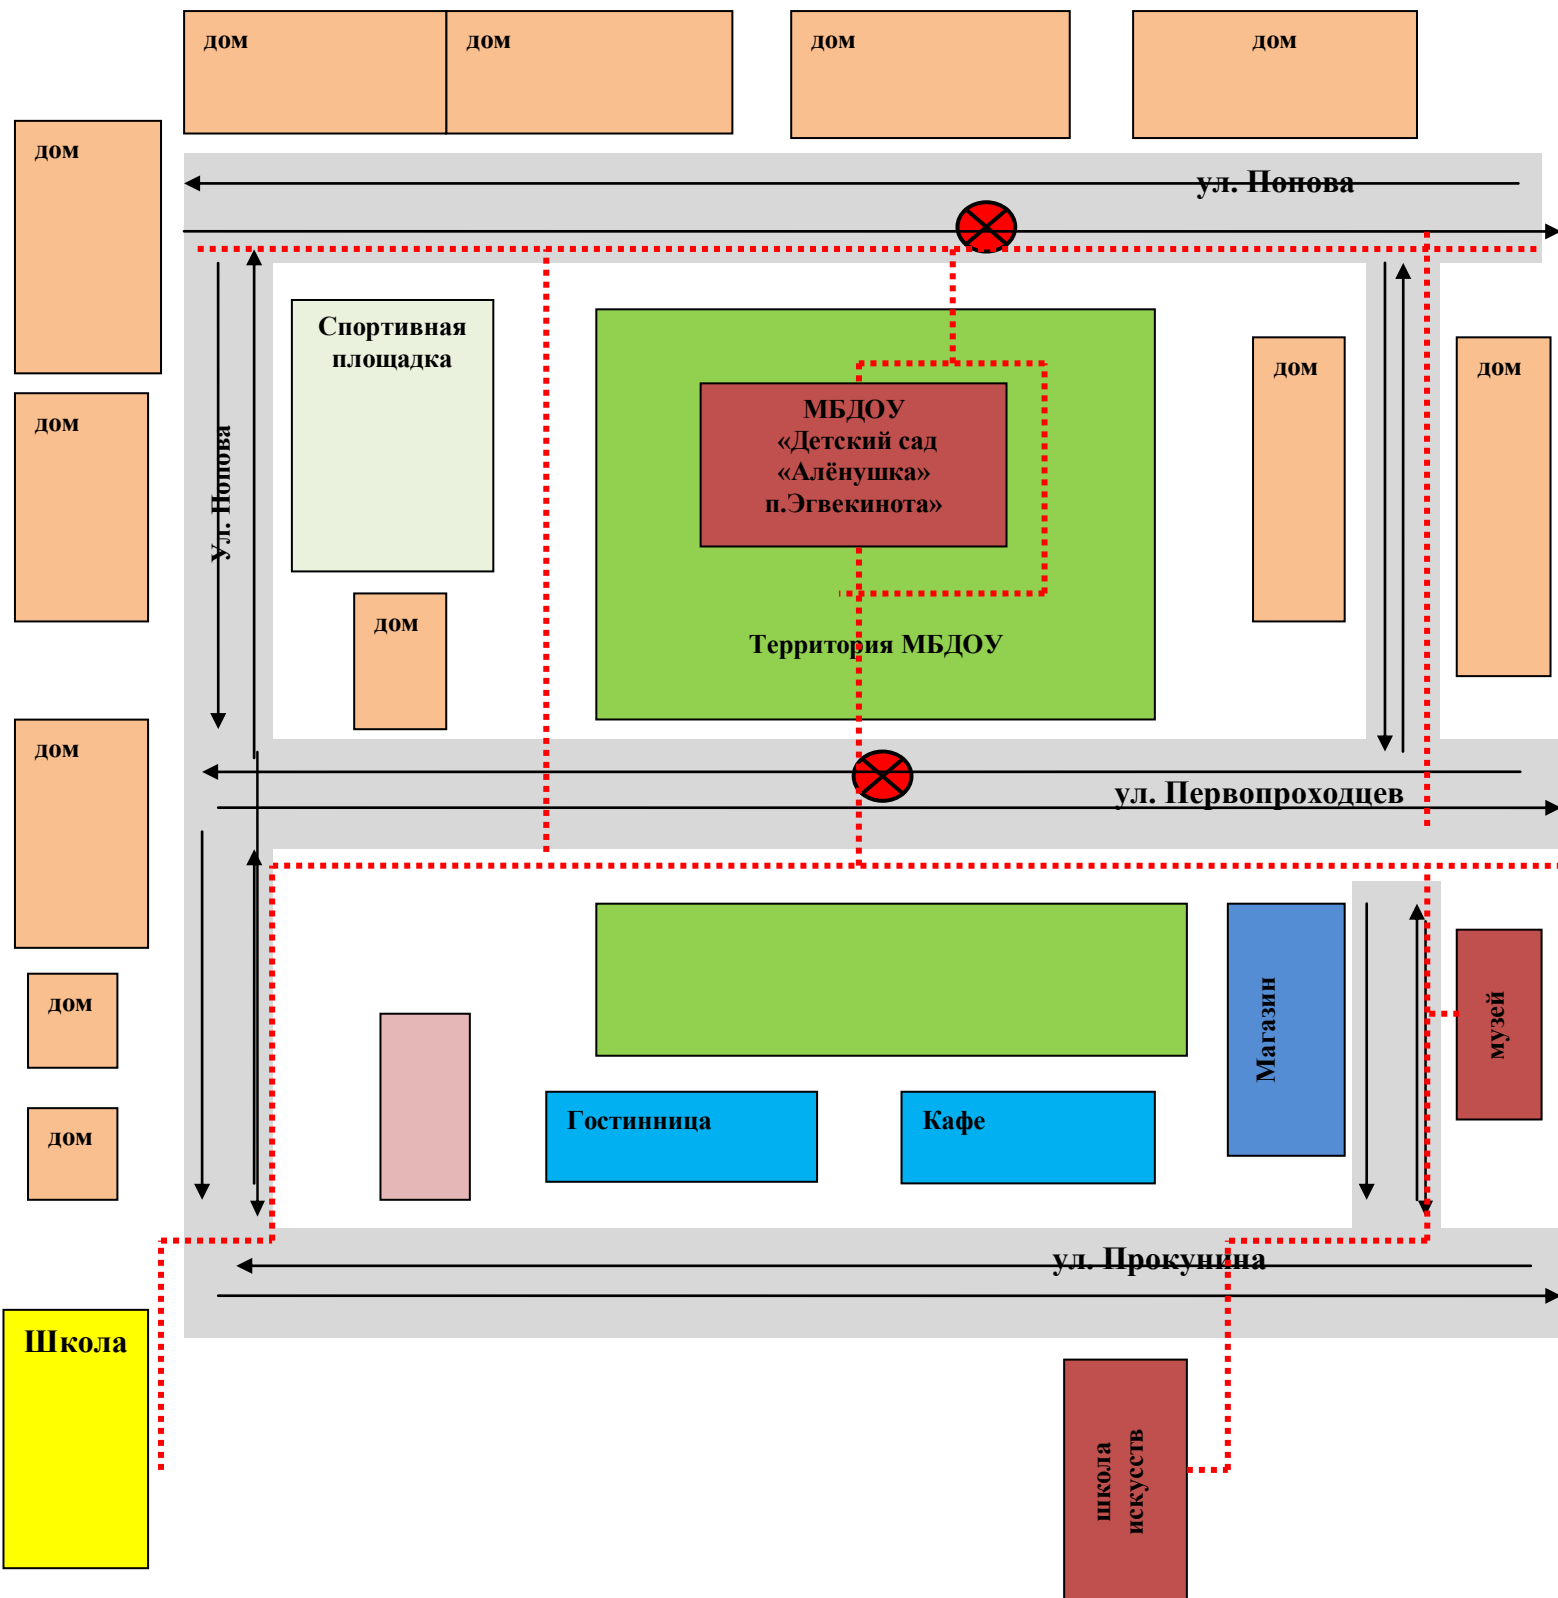 дом
дом
дом
дом
дом
ул. Попова
Спортивная
площадка
дом
дом
дом
МБДОУ
«Детский сад
«Алёнушка»
п.Эгвекинота»
Ул. Попова
дом
Территория МБДОУ
дом
ул. Первопроходцев
дом
Магазин
музей
дом
Гостинница
Кафе
ул. Прокунина
Школа
школа
искусств